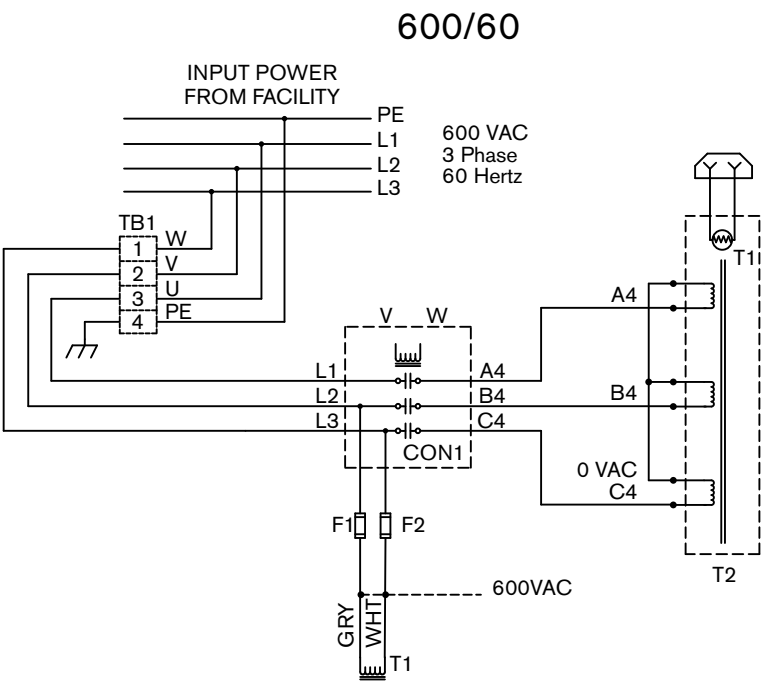 600/60
INPUT POWER
FROM FACILITY
PE
L1
L2
L3
600 VAC
3 Phase
60 Hertz
TB1
1 W
2 V
3 U
4 PE
T1
A4
V W
L1 A4
L2 B4
L3 C4
CON1
B4
0 VAC
C4
F1 F2
T2
600VAC
GRY
WHT
T1